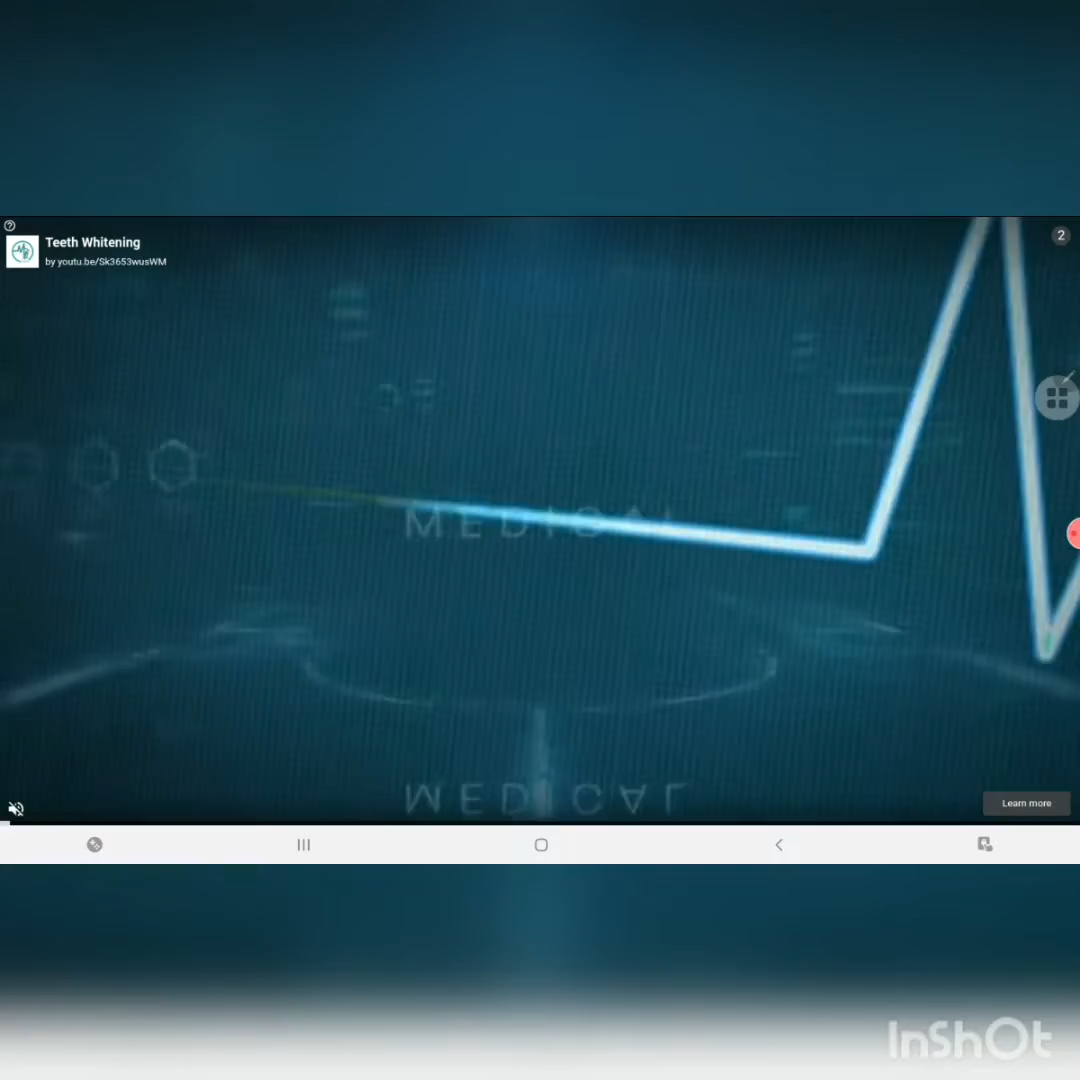 Teeth Whitening
by youtu.be/Sk3653wusWM
2
MEDICAL
MEDICAL
Learn more
InShOt